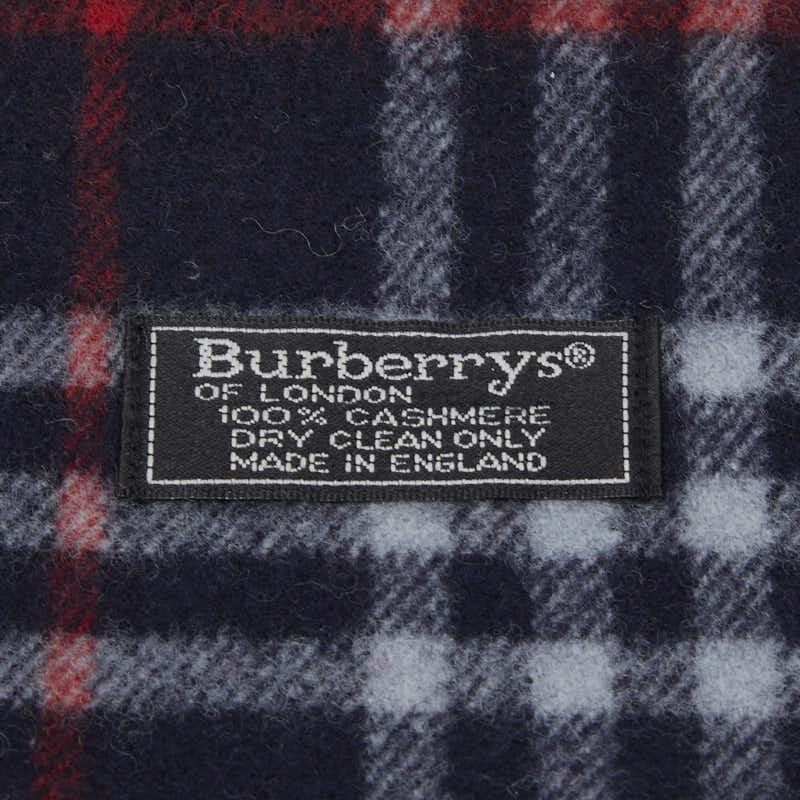 Burberrys®
OF LONDON
100% CASHMERE
DRY CLEAN ONLY
MADE IN ENGLAND